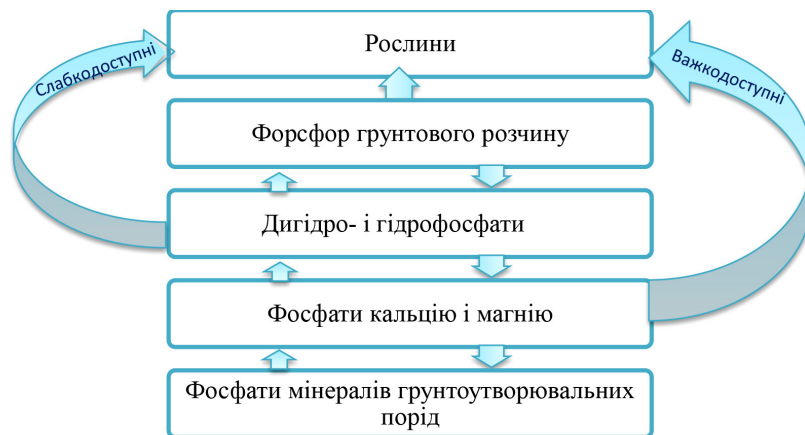 Рослини
Слабкодоступні
Важкодоступні
Форсфор грунтового розчину
Дигідро- і гідрофосфати
Фосфати кальцію і магнію
Фосфати мінералів грунтоутворювальних
порід